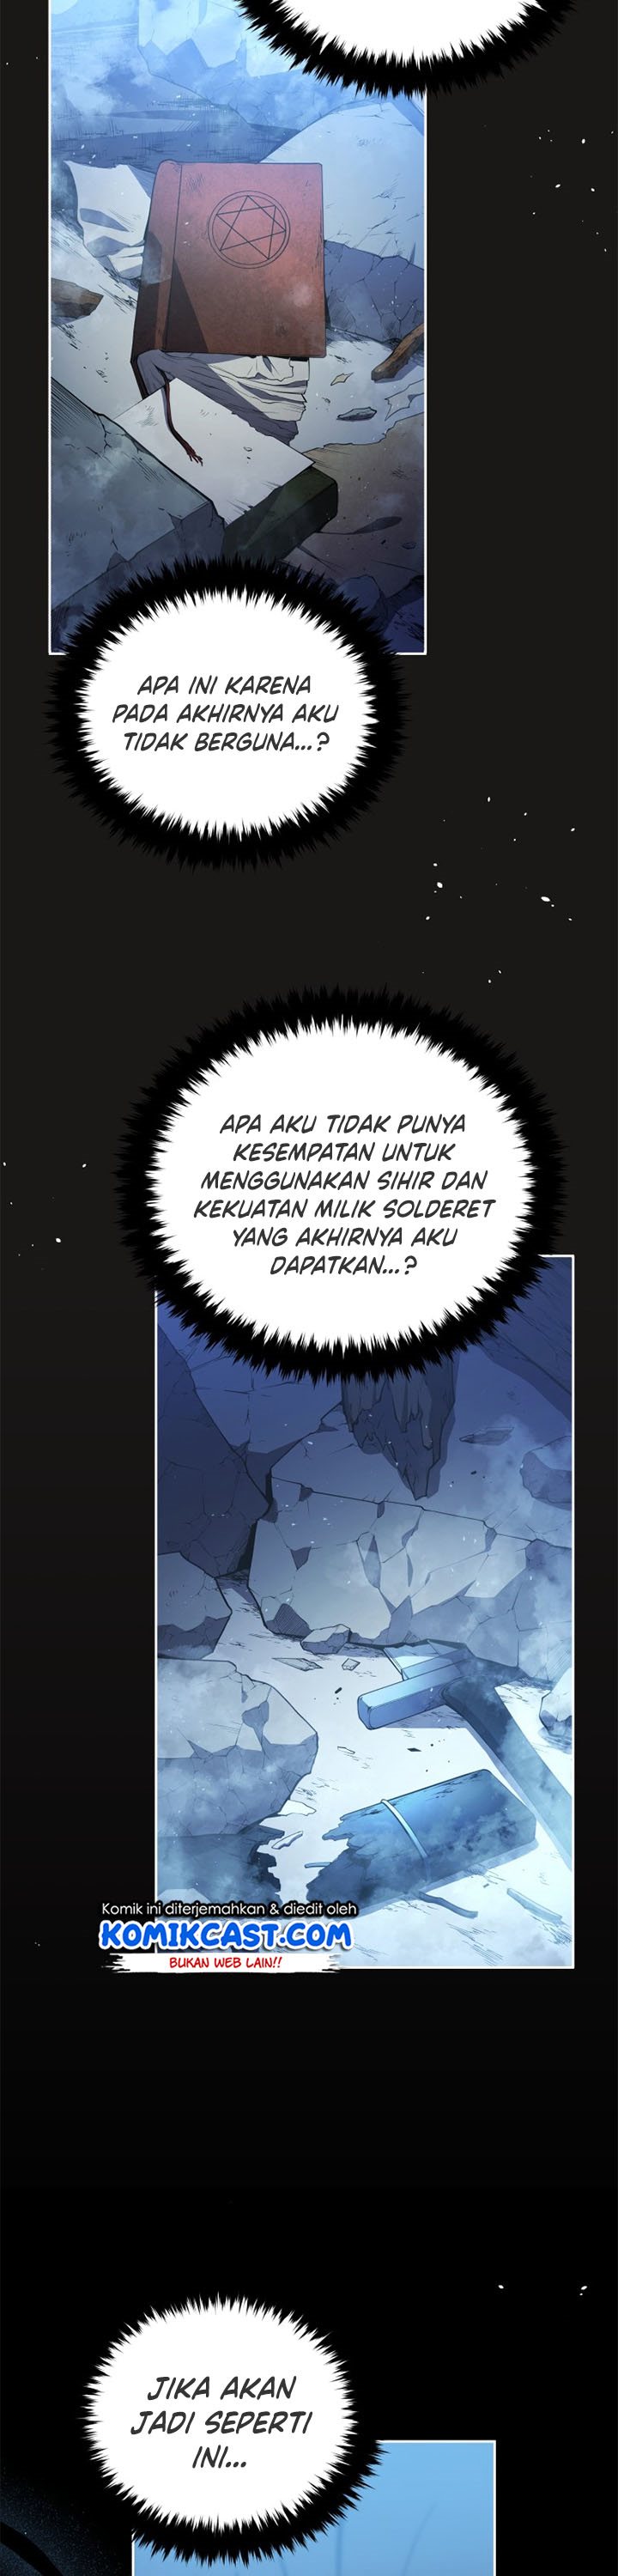 APA INI KARENA
PADA AKHIRNYA AKU
TIDAK BERGUNA...?
APA AKU TIDAK PUNYA
KESEMPATAN UNTUK
MENGGUNAKAN SIHIR DAN
KEKUATAN MILIK SOLDERET
YANG AKHIRNYA AKU
DAPATKAN...?
Komik ini diterjemahkan & diedit oleh
KOMIKCAST.COM
BUKAN WEB LAIN!!
JIKA AKAN
JADI SEPERTI
INI...